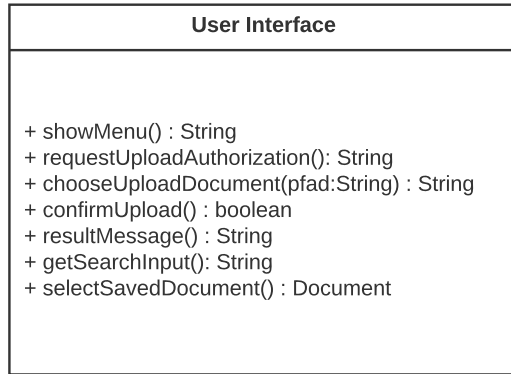 User Interface
+ showMenu() : String
+ requestUploadAuthorization(): String
+ chooseUploadDocument(pfad:String) : String
+ confirmUpload() : boolean
+ resultMessage() : String
+ getSearchInput(): String
+ selectSavedDocument() : Document